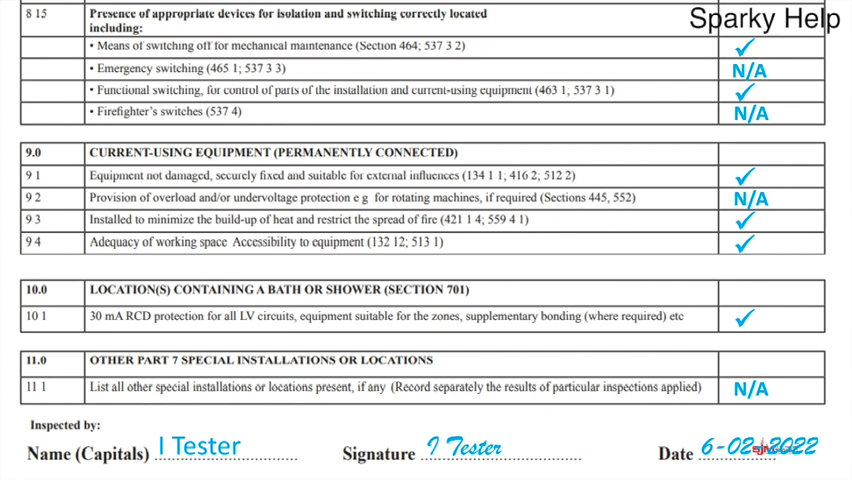 Sparky Help
8 15 Presence of appropriate devices for isolation and switching correctly located
including:
• Means of switching off for mechanical maintenance (Section 464; 537 3 2) ✓
• Emergency switching (465 1; 537 3 3) N/A
• Functional switching, for control of parts of the installation and current-using equipment (463 1; 537 3 1) ✓
• Firefighter's switches (537 4) N/A
9.0 CURRENT-USING EQUIPMENT (PERMANENTLY CONNECTED)
9 1 Equipment not damaged, securely fixed and suitable for external influences (134 1 1; 416 2; 512 2) ✓
9 2 Provision of overload and/or undervoltage protection e g for rotating machines, if required (Sections 445, 552) N/A
9 3 Installed to minimize the build-up of heat and restrict the spread of fire (421 1 4; 559 4 1) ✓
9 4 Adequacy of working space Accessibility to equipment (132 12; 513 1) ✓
10.0 LOCATION(S) CONTAINING A BATH OR SHOWER (SECTION 701)
10 1 30 mA RCD protection for all LV circuits, equipment suitable for the zones, supplementary bonding (where required) etc ✓
11.0 OTHER PART 7 SPECIAL INSTALLATIONS OR LOCATIONS
11 1 List all other special installations or locations present, if any (Record separately the results of particular inspections applied) N/A
Inspected by:
Name (Capitals) I Tester Signature I Tester Date 6-02-2022